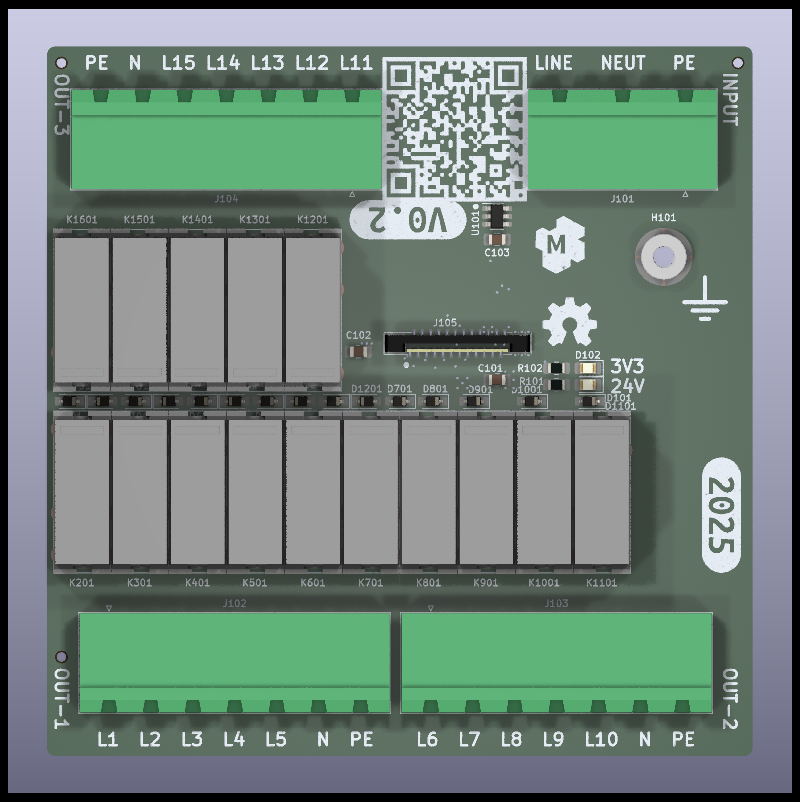 PE N L15 L14 L13 L12 L11 LINE NEUT PE
OUT-3
INPUT
J104
J101
V0.2
U101
K1601 K1501 K1401 K1301 K1201
H101
C103
M
J105
C102
D102
R102
3V3
C101
R101
24V
D1201 D701 D801 D901 D1001
D101
D1101
2025
K201 K301 K401 K501 K601 K701 K801 K901 K1001 K1101
J102
J103
OUT-1
OUT-2
L1 L2 L3 L4 L5 N PE L6 L7 L8 L9 L10 N PE